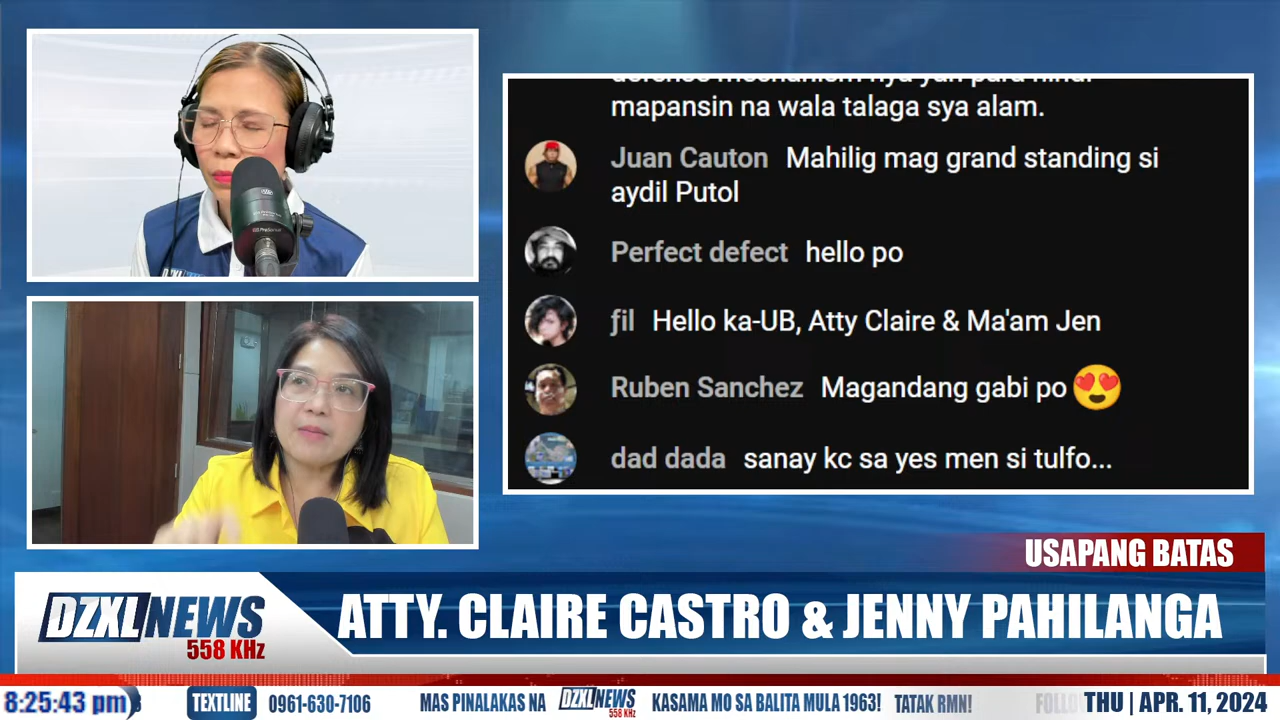 mapansin na wala talaga sya alam.
Juan Cauton Mahilig mag grand standing si
aydil Putol
Perfect defect hello po
ƒil Hello ka-UB, Atty Claire & Ma'am Jen
Ruben Sanchez Magandang gabi po😍
dad dada sanay kc sa yes men si tulfo...
USAPANG BATAS
DZXL NEWS
558 KHz
ATTY. CLAIRE CASTRO & JENNY PAHILANGA
8:25:43 pm
TEXTLINE 0961-630-7106 MAS PINALAKAS NA DZXL NEWS 558 KHz KASAMA MO SA BALITA MULA 1963! TATAK RMN!
THU | APR. 11, 2024